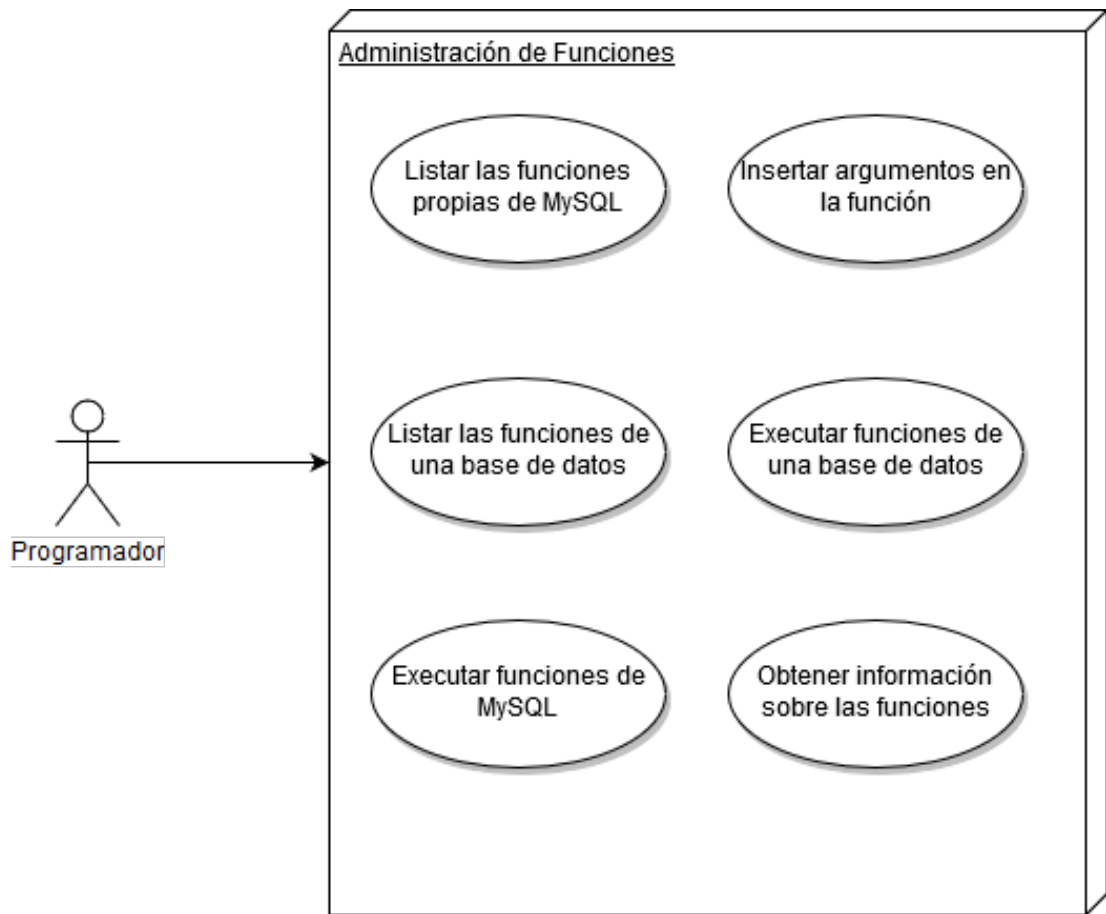 Administración de Funciones
Listar las funciones
propias de MySQL
Insertar argumentos en
la función
Listar las funciones de
una base de datos
Executar funciones de
una base de datos
Programador
Executar funciones de
MySQL
Obtener información
sobre las funciones